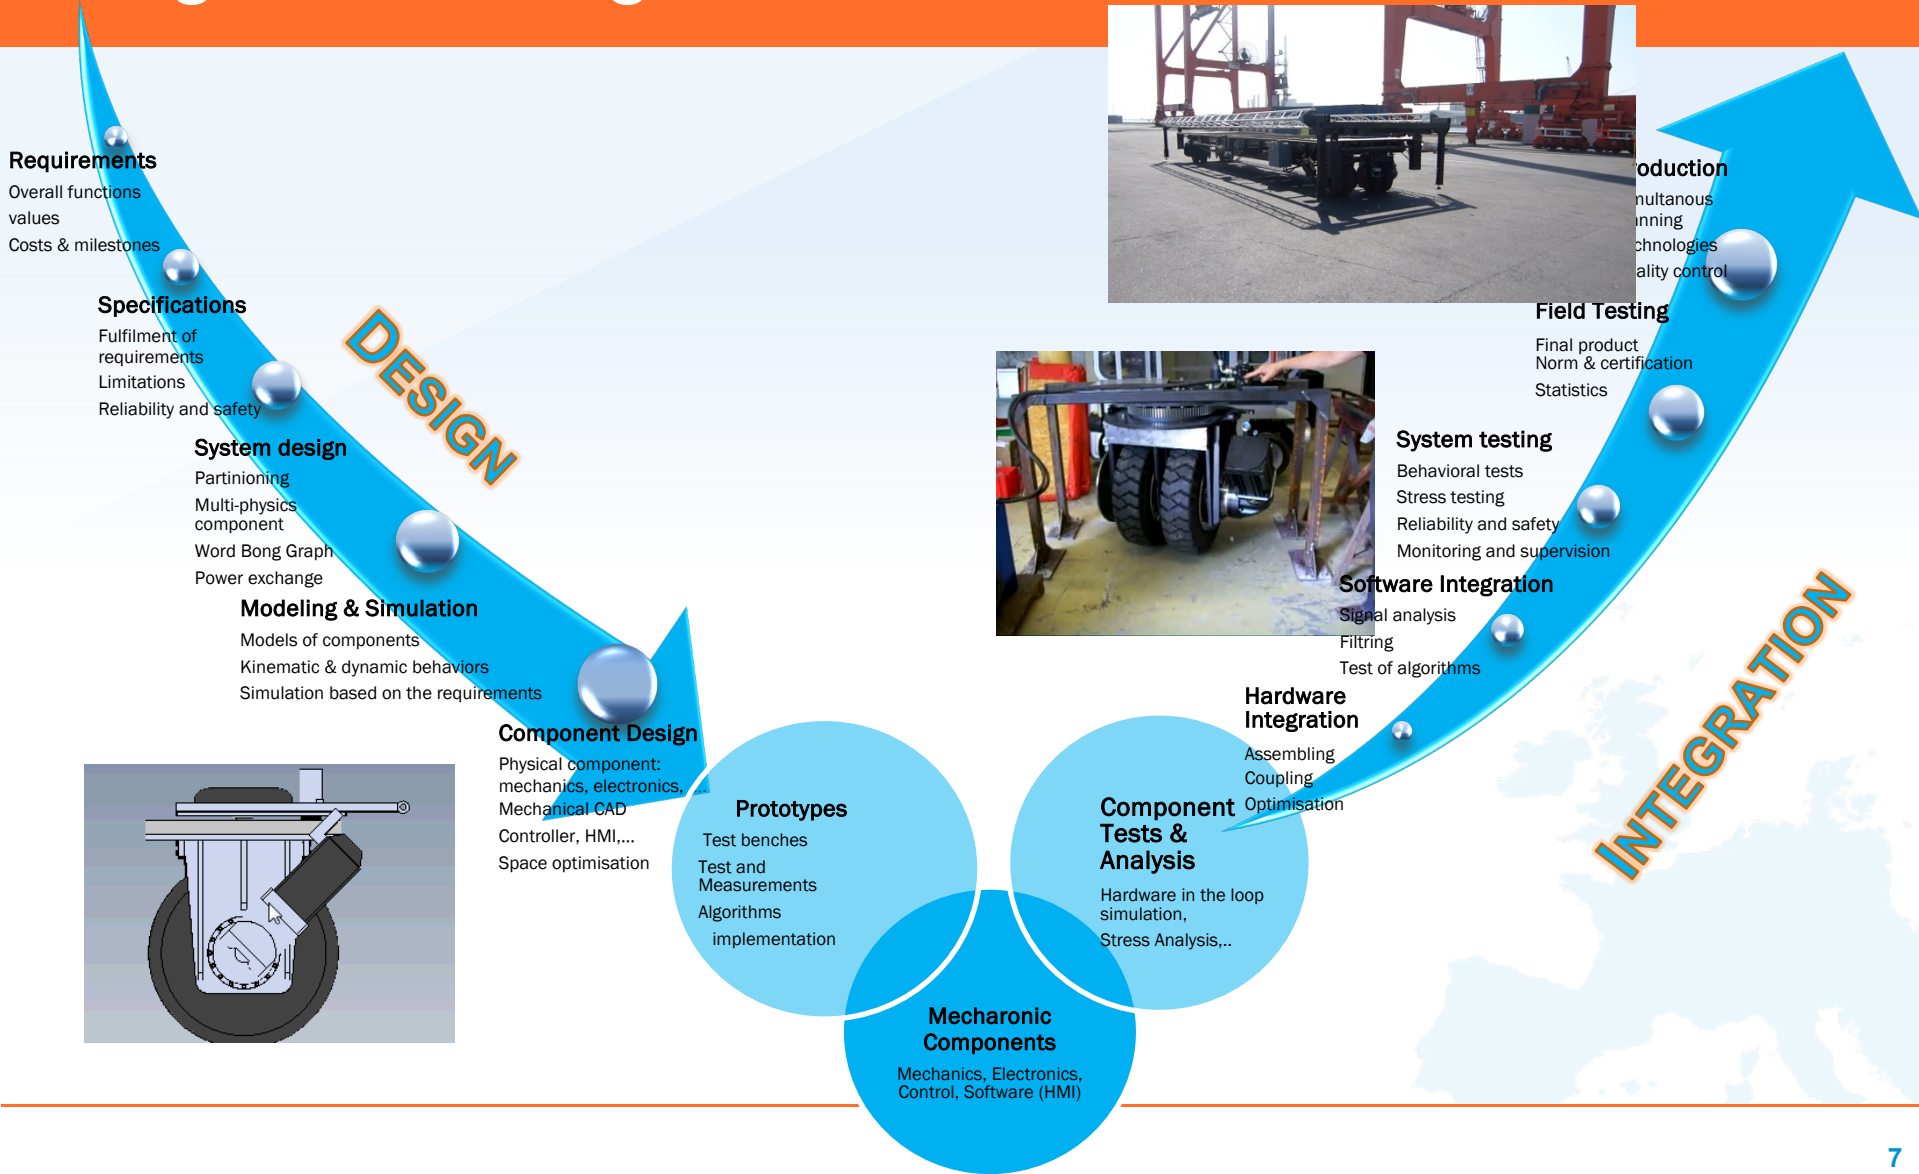 Requirements
Overall functions
values
Costs & milestones
Specifications
Fulfilment of
requirements
Limitations
Reliability and safety
System design
Partinioning
Multi-physics
component
Word Bong Graph
Power exchange
Modeling & Simulation
Models of components
Kinematic & dynamic behaviors
Simulation based on the requirements
Component Design
Physical component:
mechanics, electronics, ...
Mechanical CAD
Controller, HMI,...
Space optimisation
DESIGN
Prototypes
Test benches
Test and
Measurements
Algorithms
implementation
Mecharonic
Components
Mechanics, Electronics,
Control, Software (HMI)
Component
Tests &
Analysis
Hardware in the loop
simulation,
Stress Analysis,..
Hardware
Integration
Assembling
Coupling
Optimisation
Software Integration
Signal analysis
Filtring
Test of algorithms
System testing
Behavioral tests
Stress testing
Reliability and safety
Monitoring and supervision
Field Testing
Final product
Norm & certification
Statistics
oduction
multanous
nning
chnologies
ality control
INTEGRATION
7